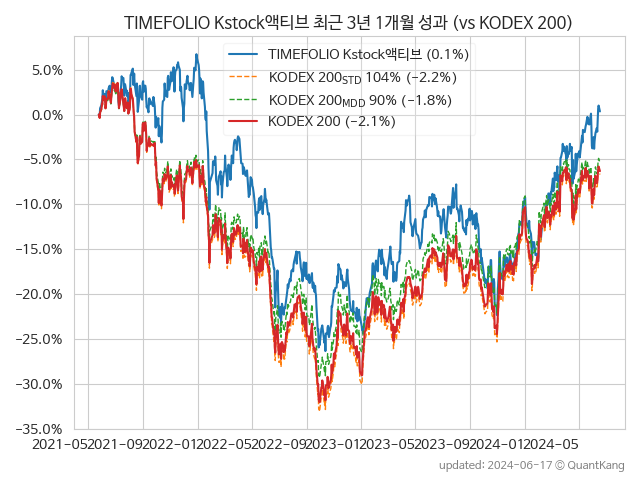 TIMEFOLIO Kstock액티브 최근 3년 1개월 성과 (vs KODEX 200)
TIMEFOLIO Kstock액티브 (0.1%)
KODEX 200STD 104% (−2.2%)
KODEX 200MDD 90% (−1.8%)
KODEX 200 (−2.1%)
5.0%
0.0%
−5.0%
−10.0%
−15.0%
−20.0%
−25.0%
−30.0%
−35.0%
2021-05 2021-09 2022-01 2022-05 2022-09 2023-01 2023-05 2023-09 2024-01 2024-05
updated: 2024-06-17 © QuantKang